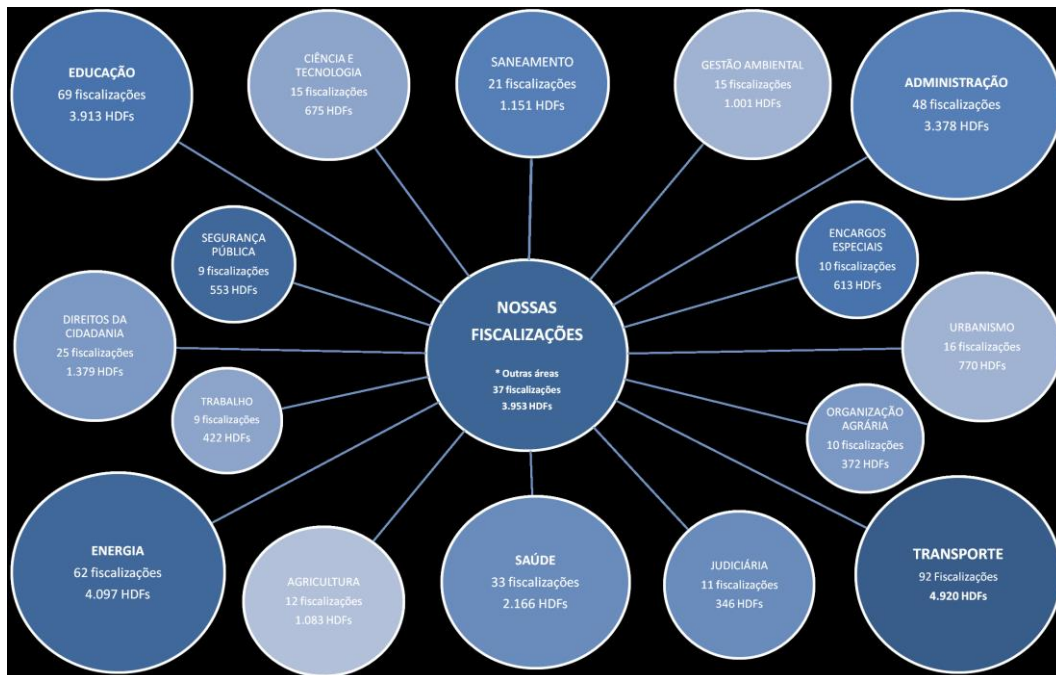 EDUCAÇÃO
69 fiscalizações
3.913 HDFs
CIÊNCIA E
TECNOLOGIA
15 fiscalizações
675 HDFs
SANEAMENTO
21 fiscalizações
1.151 HDFs
GESTÃO AMBIENTAL
15 fiscalizações
1.001 HDFs
ADMINISTRAÇÃO
48 fiscalizações
3.378 HDFs
SEGURANÇA
PÚBLICA
9 fiscalizações
553 HDFs
ENCARGOS
ESPECIAIS
10 fiscalizações
613 HDFs
DIREITOS DA
CIDADANIA
25 fiscalizações
1.379 HDFs
NOSSAS
FISCALIZAÇÕES
* Outras áreas
37 fiscalizações
3.953 HDFs
URBANISMO
16 fiscalizações
770 HDFs
TRABALHO
9 fiscalizações
422 HDFs
ORGANIZAÇÃO
AGRÁRIA
10 fiscalizações
372 HDFs
ENERGIA
62 fiscalizações
4.097 HDFs
AGRICULTURA
12 fiscalizações
1.083 HDFs
SAÚDE
33 fiscalizações
2.166 HDFs
JUDICIÁRIA
11 fiscalizações
346 HDFs
TRANSPORTE
92 Fiscalizações
4.920 HDFs